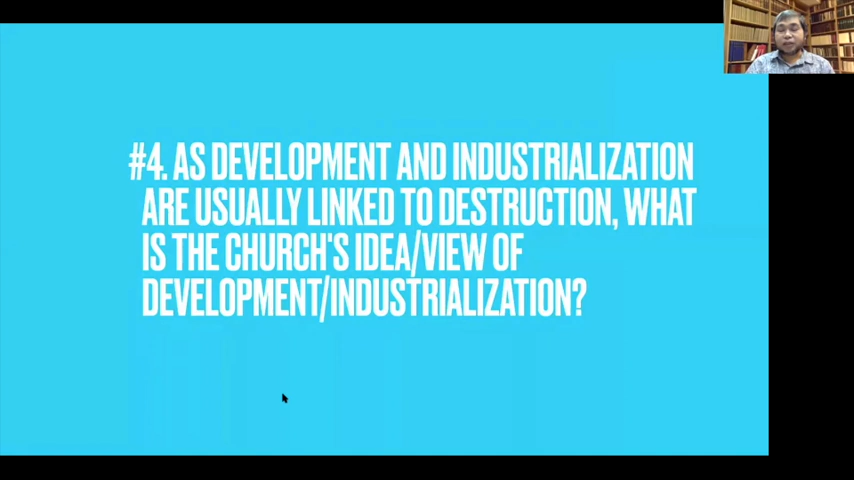 #4. AS DEVELOPMENT AND INDUSTRIALIZATION
ARE USUALLY LINKED TO DESTRUCTION, WHAT
IS THE CHURCH'S IDEA/VIEW OF
DEVELOPMENT/INDUSTRIALIZATION?